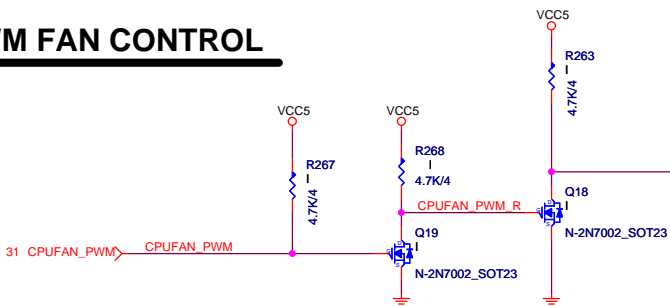 WM FAN CONTROL
VCC5
R263
I
4.7K/4
VCC5
VCC5
R267
I
4.7K/4
R268
I
4.7K/4
Q18
I
N-2N7002_SOT23
CPUFAN_PWM_R
31 CPUFAN_PWM
CPUFAN_PWM
Q19
I
N-2N7002_SOT23